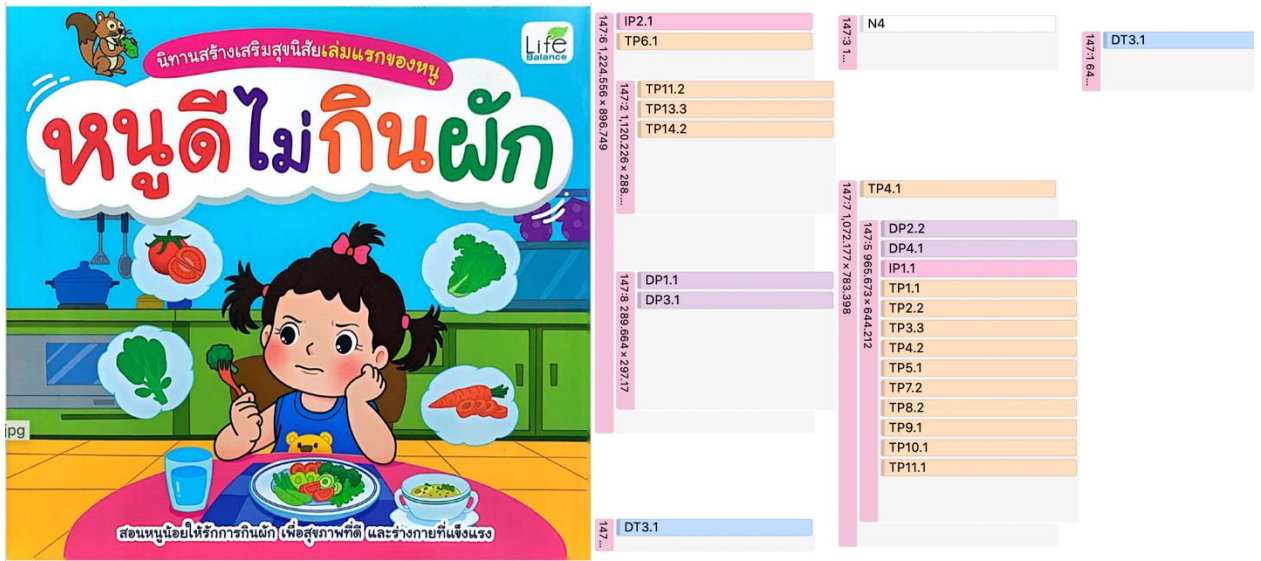 นิทานสร้างเสริมสุขนิสัยเล่มแรกของหนู
Life
Balance
หนูดีไม่กินผัก
jpg
สอนหนูน้อยให้รักการกินผัก เพื่อสุขภาพที่ดี และร่างกายที่แข็งแรง
147:6 1,224.556 × 896.749
IP2.1
TP6.1
147:2 1,120.226 × 288....
TP11.2
TP13.3
TP14.2
147:8 289.664 × 297.17
DP1.1
DP3.1
147...
DT3.1
147:3 1...
N4
147:7 1,072.177 × 783.398
TP4.1
147:5 965.673 × 644.212
DP2.2
DP4.1
IP1.1
TP1.1
TP2.2
TP3.3
TP4.2
TP5.1
TP7.2
TP8.2
TP9.1
TP10.1
TP11.1
147:1 64...
DT3.1